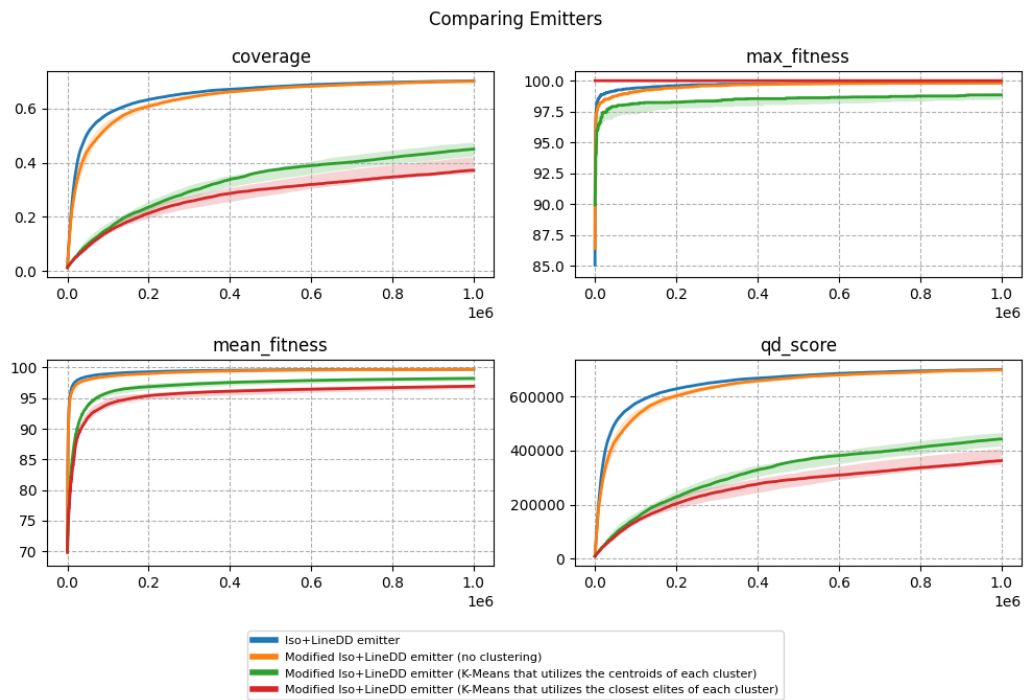 Comparing Emitters
coverage
max_fitness
0.6
0.4
0.2
0.0
0.0 0.2 0.4 0.6 0.8 1.0
1e6
100.0
97.5
95.0
92.5
90.0
87.5
85.0
0.0 0.2 0.4 0.6 0.8 1.0
1e6
mean_fitness
qd_score
100
95
90
85
80
75
70
0.0 0.2 0.4 0.6 0.8 1.0
1e6
600000
400000
200000
0
0.0 0.2 0.4 0.6 0.8 1.0
1e6
Iso+LineDD emitter
Modified Iso+LineDD emitter (no clustering)
Modified Iso+LineDD emitter (K-Means that utilizes the centroids of each cluster)
Modified Iso+LineDD emitter (K-Means that utilizes the closest elites of each cluster)